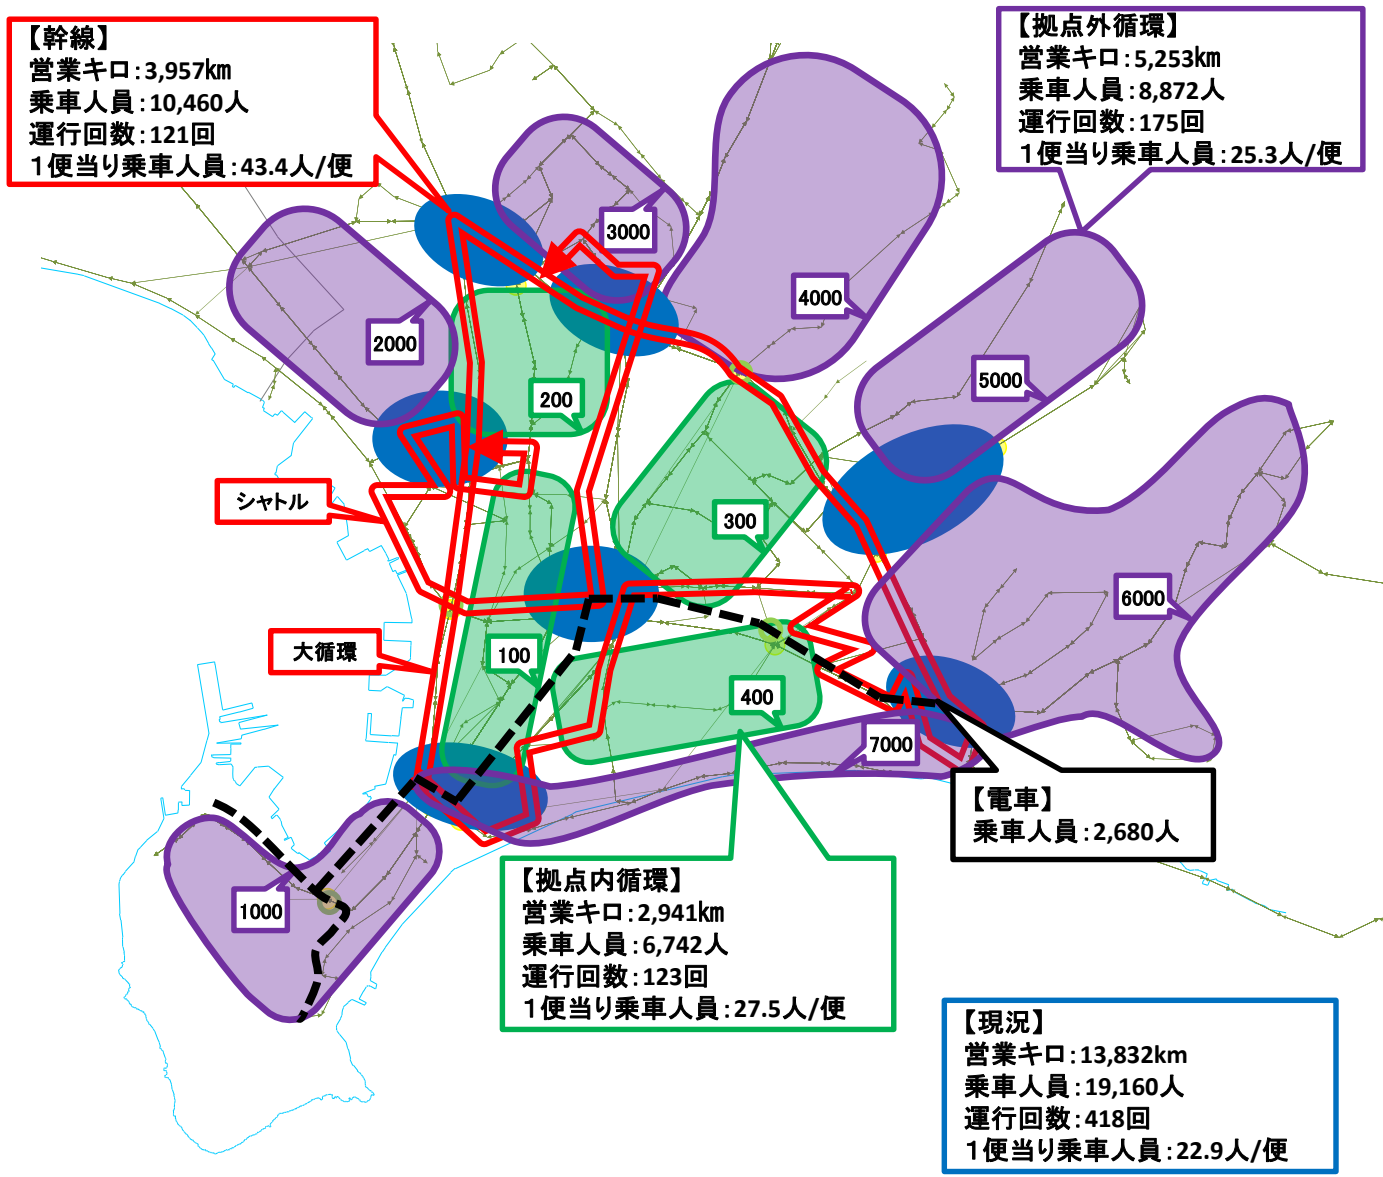 【幹線】
営業キロ:3,957㎞
乗車人員:10,460人
運行回数:121回
１便当り乗車人員:43.4人/便
【拠点外循環】
営業キロ:5,253㎞
乗車人員:8,872人
運行回数:175回
１便当り乗車人員:25.3人/便
3000
4000
2000
5000
200
シャトル
300
6000
大循環
100
400
7000
【電車】
乗車人員:2,680人
1000
【拠点内循環】
営業キロ:2,941㎞
乗車人員:6,742人
運行回数:123回
１便当り乗車人員:27.5人/便
【現況】
営業キロ:13,832km
乗車人員:19,160人
運行回数:418回
１便当り乗車人員:22.9人/便